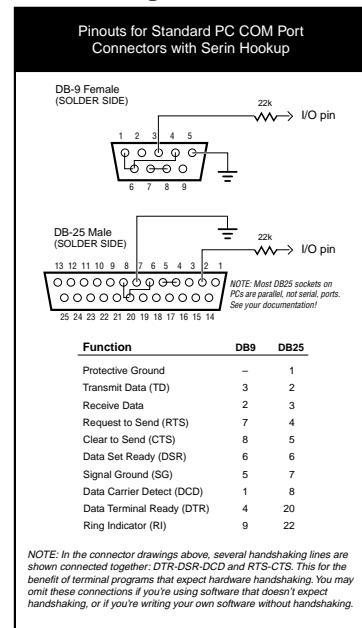 Pinouts for Standard PC COM Port
Connectors with Serin Hookup
DB-9 Female
(SOLDER SIDE)
22k
I/O pin
1 2 3 4 5
6 7 8 9
DB-25 Male
(SOLDER SIDE)
22k
I/O pin
13 12 11 10 9 8 7 6 5 4 3 2 1
25 24 23 22 21 20 19 18 17 16 15 14
NOTE: Most DB25 sockets on
PCs are parallel, not serial, ports.
See your documentation!
Function DB9 DB25
Protective Ground – 1
Transmit Data (TD) 3 2
Receive Data 2 3
Request to Send (RTS) 7 4
Clear to Send (CTS) 8 5
Data Set Ready (DSR) 6 6
Signal Ground (SG) 5 7
Data Carrier Detect (DCD) 1 8
Data Terminal Ready (DTR) 4 20
Ring Indicator (RI) 9 22
NOTE: In the connector drawings above, several handshaking lines are
shown connected together: DTR-DSR-DCD and RTS-CTS. This for the
benefit of terminal programs that expect hardware handshaking. You may
omit these connections if you're using software that doesn't expect
handshaking, or if you're writing your own software without handshaking.